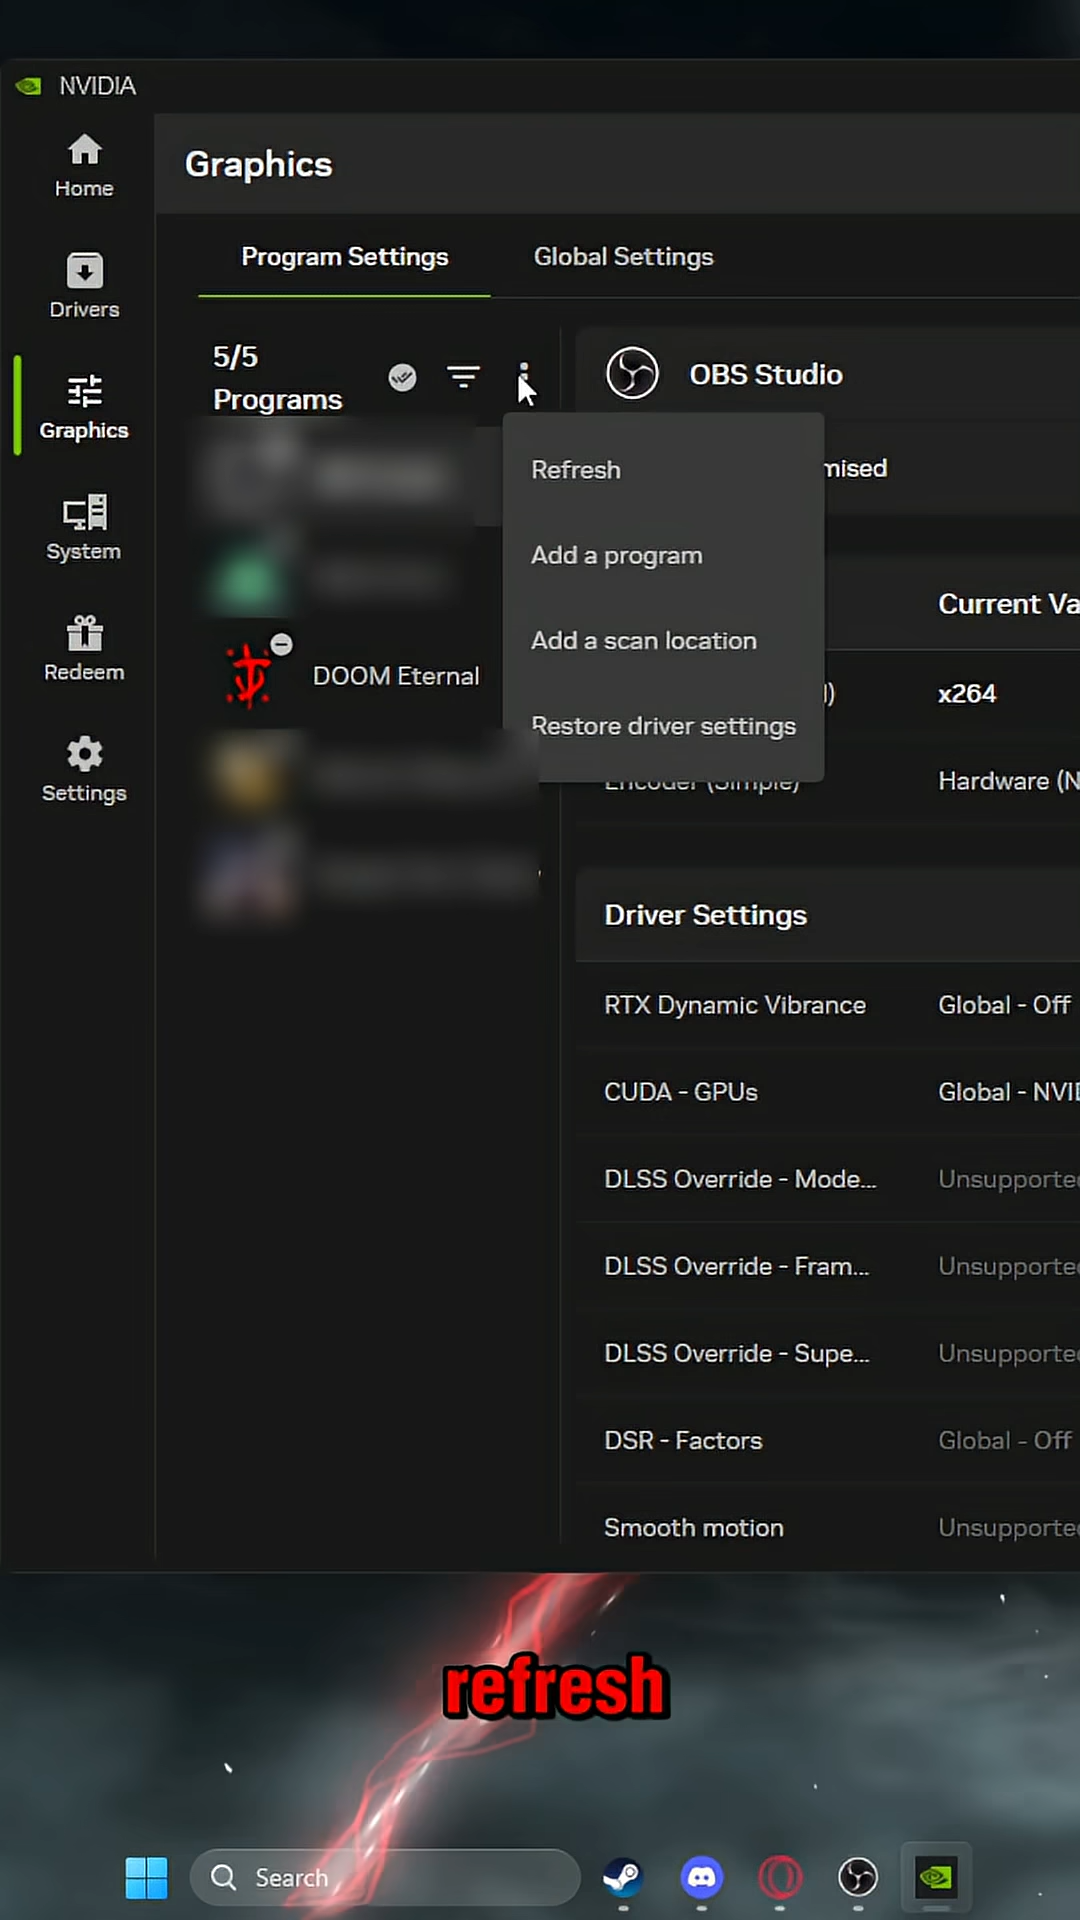 NVIDIA
Home
Drivers
Graphics
System
Redeem
Settings
Graphics
Program Settings
Global Settings
5/5
Programs
DOOM Eternal
Refresh
Add a program
Add a scan location
Restore driver settings
OBS Studio
mised
Current Va
l)
x264
Encoder (Simple)
Hardware (N
Driver Settings
RTX Dynamic Vibrance
Global - Off
CUDA - GPUs
Global - NVI
DLSS Override - Mode...
Unsupporte
DLSS Override - Fram...
Unsupporte
DLSS Override - Supe...
Unsupporte
DSR - Factors
Global - Off
Smooth motion
Unsupporte
refresh
Search